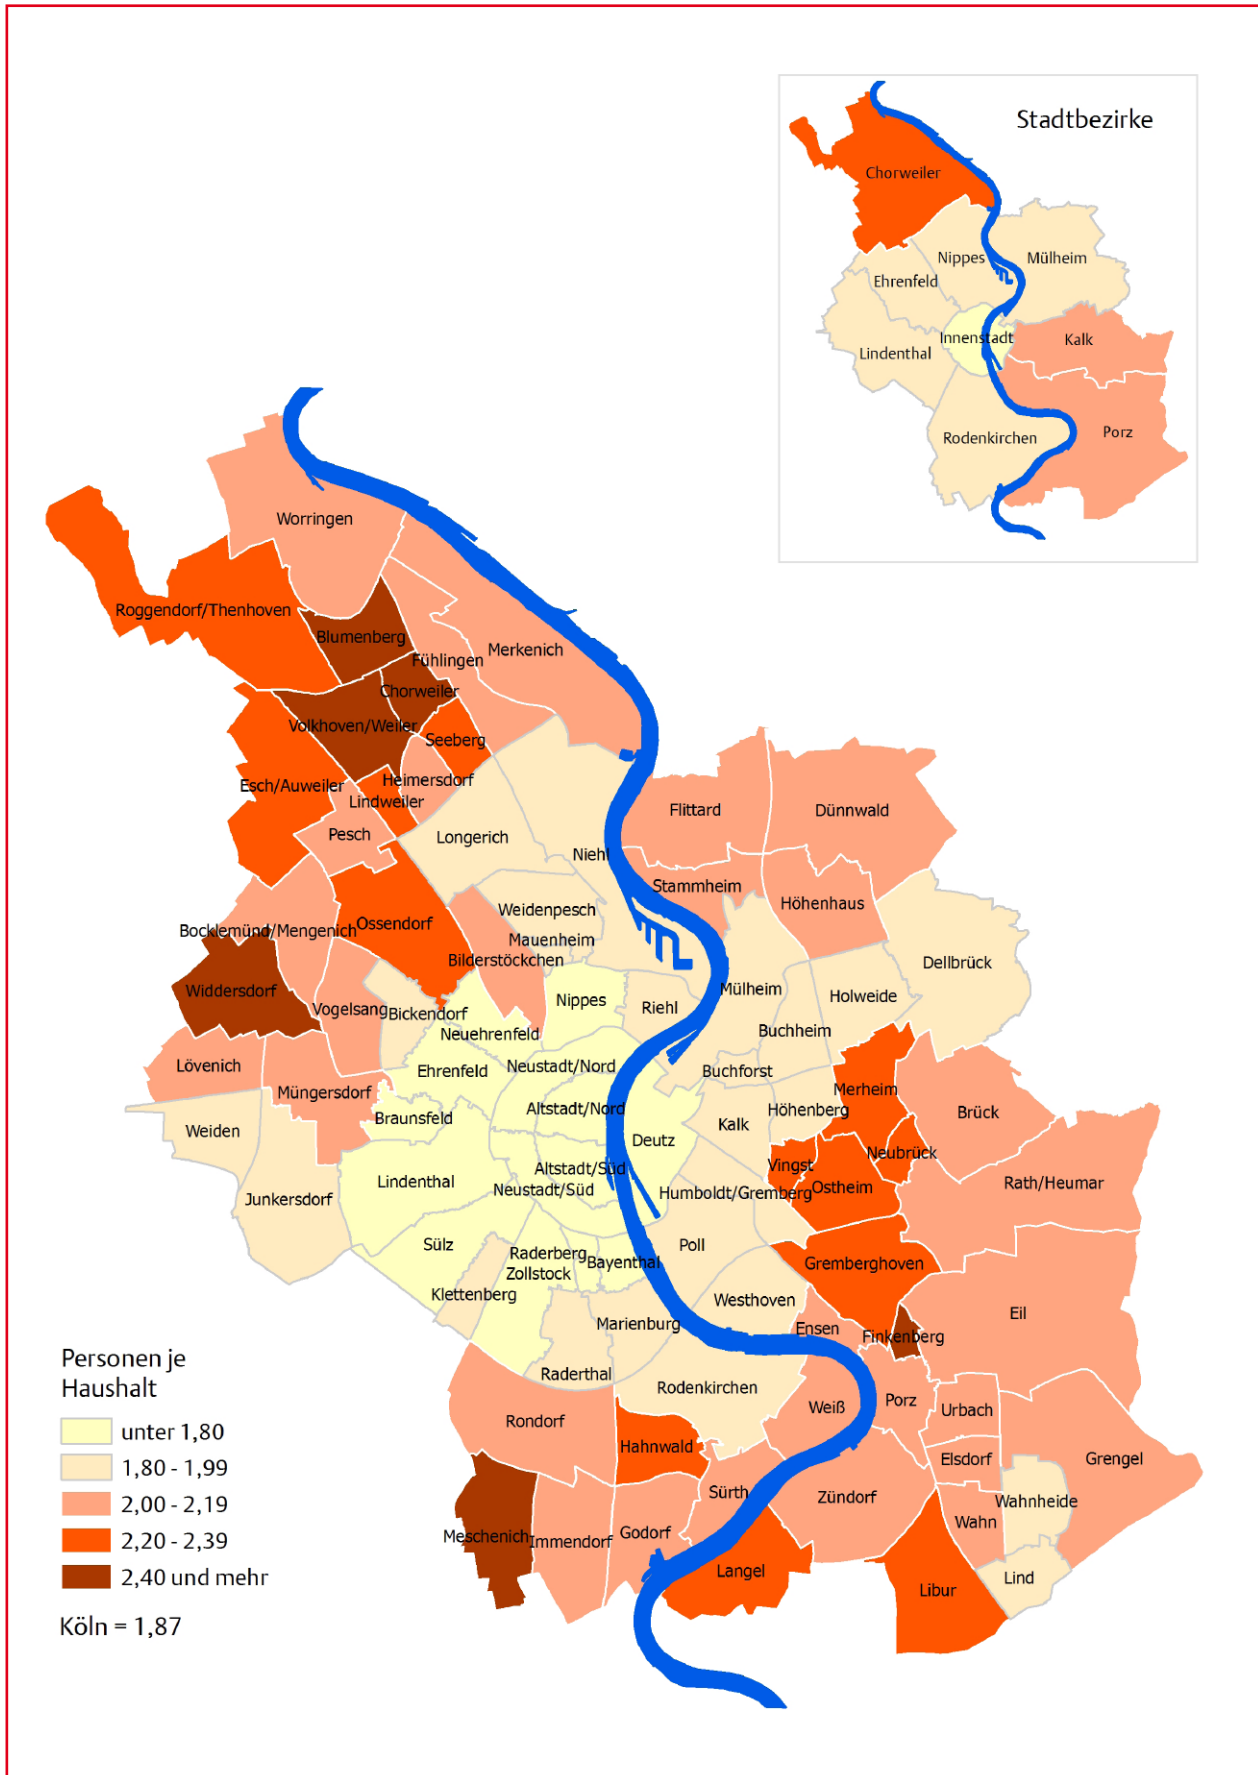 Stadtbezirke
Chorweiler
Nippes
Mülheim
Ehrenfeld
Innenstadt
Kalk
Lindenthal
Porz
Rodenkirchen
Worringen
Roggendorf/Thenhoven
Blumenberg
Merkenich
Fühlingen
Chorweiler
Volkhoven/Weiler
Seeberg
Heimersdorf
Esch/Auweiler
Lindweiler
Flittard
Dünnwald
Pesch
Longerich
Niehl
Stammheim
Höhenhaus
Weidenpesch
Ossendorf
Bocklemünd/Mengenich
Mauenheim
Bilderstöckchen
Dellbrück
Widdersdorf
Mülheim
Holweide
Nippes
Riehl
Vogelsang
Bickendorf
Neuehrenfeld
Buchheim
Lövenich
Neustadt/Nord
Ehrenfeld
Buchforst
Müngersdorf
Merheim
Altstadt/Nord
Höhenberg
Brück
Braunsfeld
Kalk
Weiden
Deutz
Neubrück
Vingst
Altstadt/Süd
Lindenthal
Rath/Heumar
Neustadt/Süd
Humboldt/Gremberg
Ostheim
Junkersdorf
Sülz
Poll
Raderberg
Bayenthal
Gremberghoven
Zollstock
Klettenberg
Westhoven
Eil
Marienburg
Ensen
Finkenberg
Raderthal
Rodenkirchen
Porz
Weiß
Urbach
Rondorf
Hahnwald
Elsdorf
Grengel
Sürth
Zündorf
Wahnheide
Wahn
Meschenich
Immendorf
Godorf
Langel
Lind
Libur
Personen je
Haushalt
unter 1,80
1,80 - 1,99
2,00 - 2,19
2,20 - 2,39
2,40 und mehr
Köln = 1,87